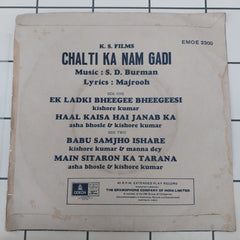 K. S. FILMS
EMOE 2300
CHALTI KA NAM GADI
Music : S. D. Burman
Lyrics : Majrooh
SIDE ONE
EK LADKI BHEEGEE BHEEGEESI
kishore kumar
HAAL KAISA HAI JANAB KA
asha bhosle & kishore kumar
SIDE TWO
BABU SAMJHO ISHARE
kishore kumar & manna dey
MAIN SITARON KA TARANA
asha bhosle & kishore kumar
ODEON
45 R.P.M. EXTENDED PLAY RECORD
THE GRAMOPHONE COMPANY OF INDIA LIMITED